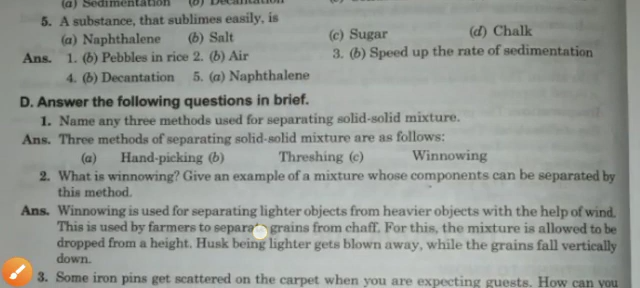 (a) Sedimentation (b) Decantation
5. A substance, that sublimes easily, is
(a) Naphthalene (b) Salt (c) Sugar (d) Chalk
Ans. 1. (b) Pebbles in rice 2. (b) Air 3. (b) Speed up the rate of sedimentation
4. (b) Decantation 5. (a) Naphthalene
D. Answer the following questions in brief.
1. Name any three methods used for separating solid-solid mixture.
Ans. Three methods of separating solid-solid mixture are as follows:
(a) Hand-picking (b) Threshing (c) Winnowing
2. What is winnowing? Give an example of a mixture whose components can be separated by
this method.
Ans. Winnowing is used for separating lighter objects from heavier objects with the help of wind.
This is used by farmers to separate grains from chaff. For this, the mixture is allowed to be
dropped from a height. Husk being lighter gets blown away, while the grains fall vertically
down.
3. Some iron pins get scattered on the carpet when you are expecting guests. How can you